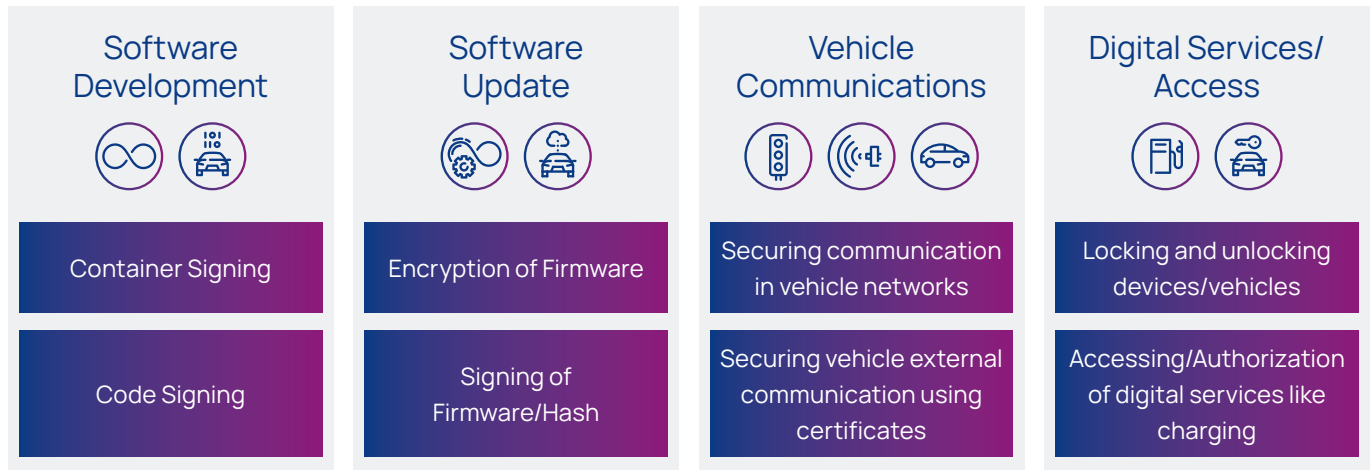 Software
Development
Container Signing
Code Signing
Software
Update
Encryption of Firmware
Signing of
Firmware/Hash
Vehicle
Communications
Securing communication
in vehicle networks
Securing vehicle external
communication using
certificates
Digital Services/
Access
Locking and unlocking
devices/vehicles
Accessing/Authorization
of digital services like
charging